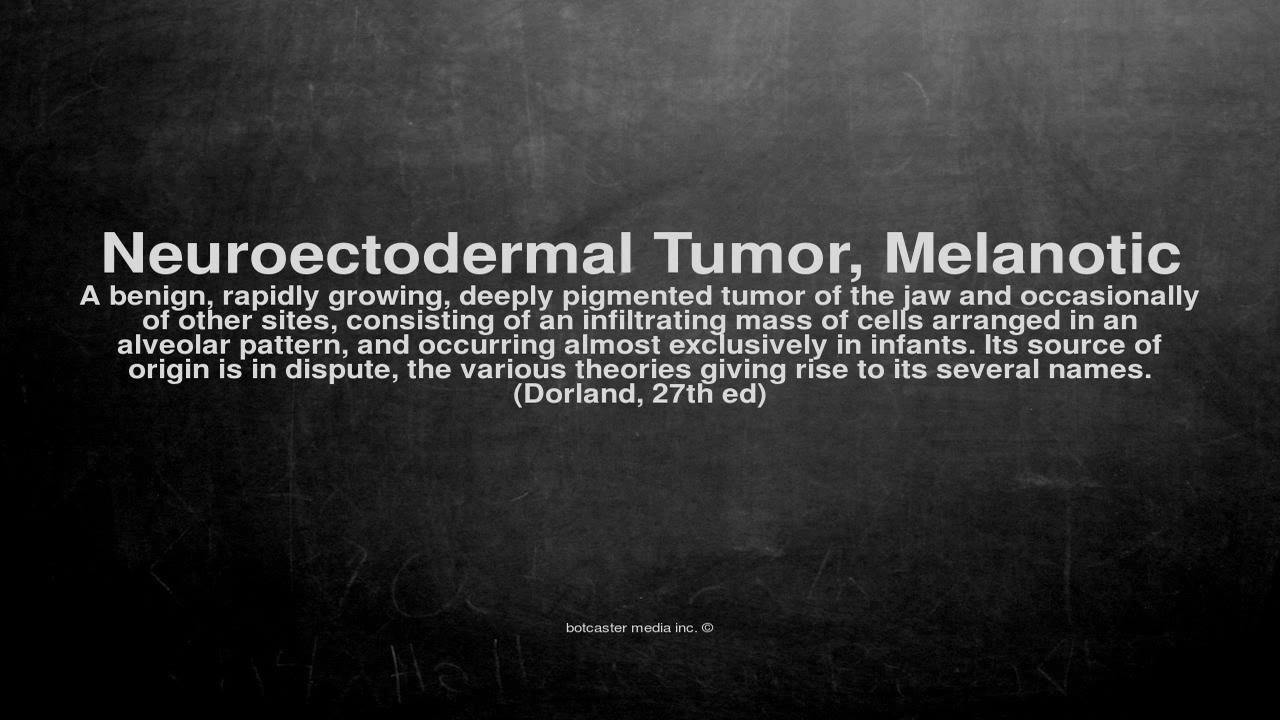 Neuroectodermal Tumor, Melanotic
A benign, rapidly growing, deeply pigmented tumor of the jaw and occasionally
of other sites, consisting of an infiltrating mass of cells arranged in an
alveolar pattern, and occurring almost exclusively in infants. Its source of
origin is in dispute, the various theories giving rise to its several names.
(Dorland, 27th ed)
botcaster media inc. ©